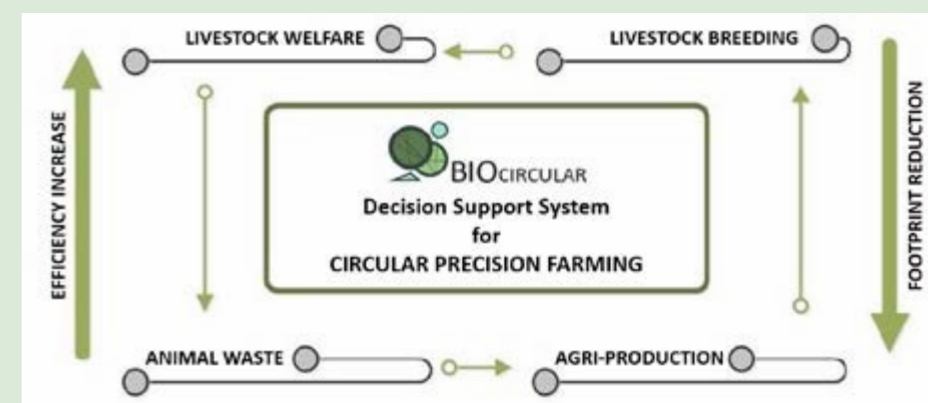 LIVESTOCK WELFARE
LIVESTOCK BREEDING
EFFICIENCY INCREASE
FOOTPRINT REDUCTION
BIOCIRCULAR
Decision Support System
for
CIRCULAR PRECISION FARMING
ANIMAL WASTE
AGRI-PRODUCTION